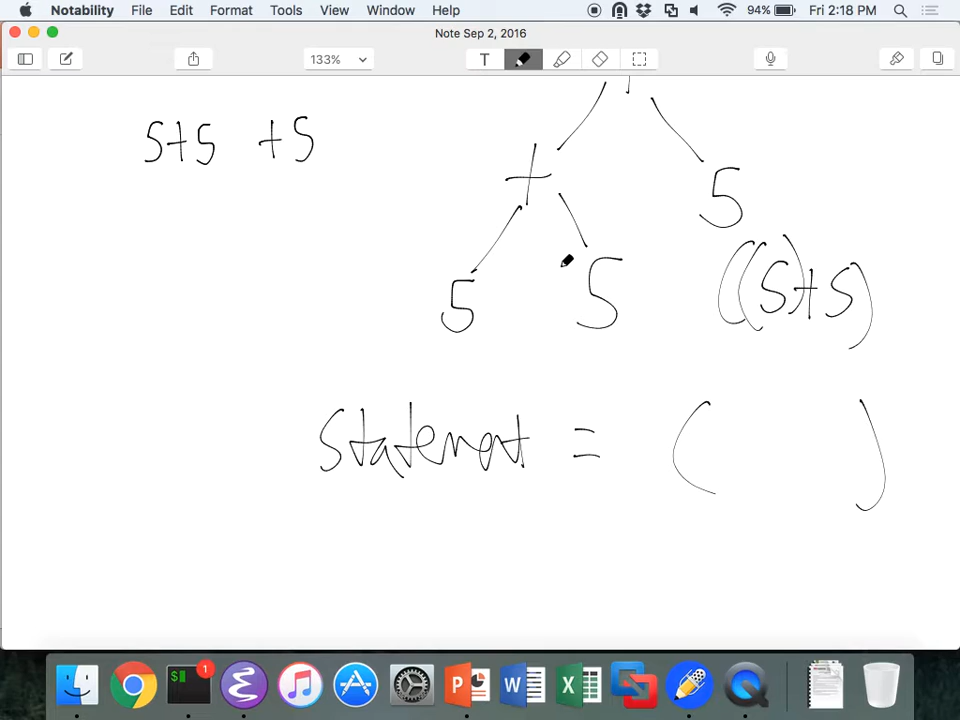 Notability File Edit Format Tools View Window Help 94% Fri 2:18 PM
Note Sep 2, 2016
133% T
5+5 +5
+
5
5 5
((5)+5)
Statement = ( )
$ 1
P W X